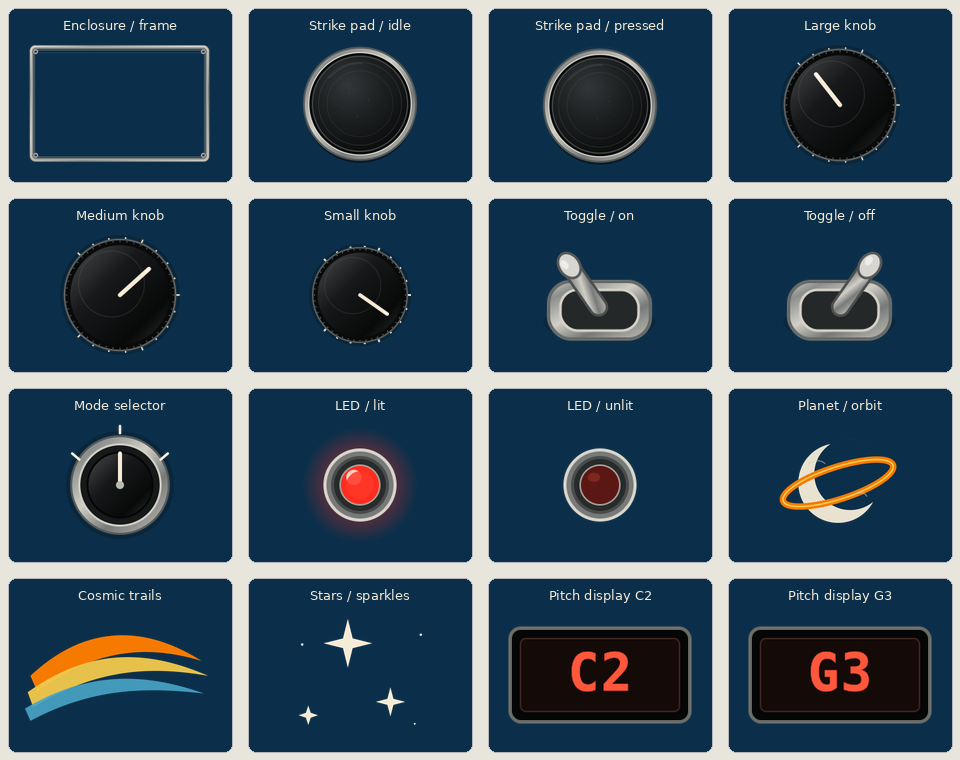 Enclosure / frame
Strike pad / idle
Strike pad / pressed
Large knob
Medium knob
Small knob
Toggle / on
Toggle / off
Mode selector
LED / lit
LED / unlit
Planet / orbit
Cosmic trails
Stars / sparkles
Pitch display C2
C2
Pitch display G3
G3